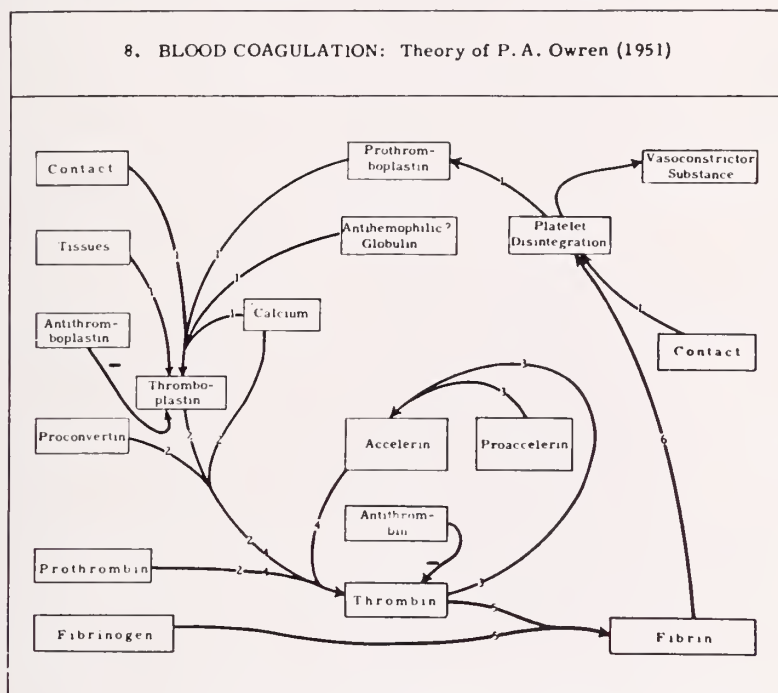 8. BLOOD COAGULATION: Theory of P. A. Owren (1951)
Contact
Prothrom-
boplastin
Vasoconstrictor
Substance
1
Tissues
Antihemophilic?
Globulin
Platelet
Disintegration
1
1
1
1
1
Antithrom-
boplastin
1
Calcium
Contact
–
Thrombo-
plastin
3
3
Proconvertin
2
2
Accelerin
Proaccelerin
6
4
Antithrom-
bin
2
4
–
Prothrombin
2
4
3
Thrombin
5
Fibrinogen
5
Fibrin